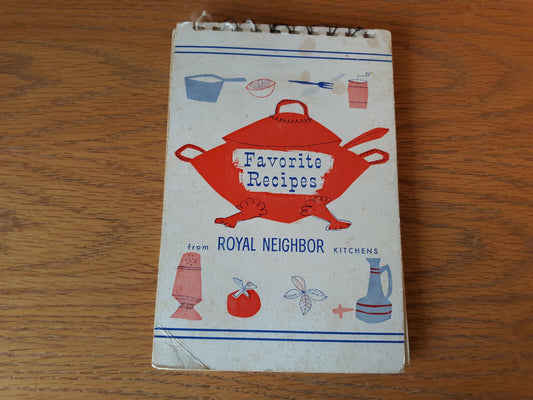 Favorite
Recipes
from ROYAL NEIGHBOR KITCHENS